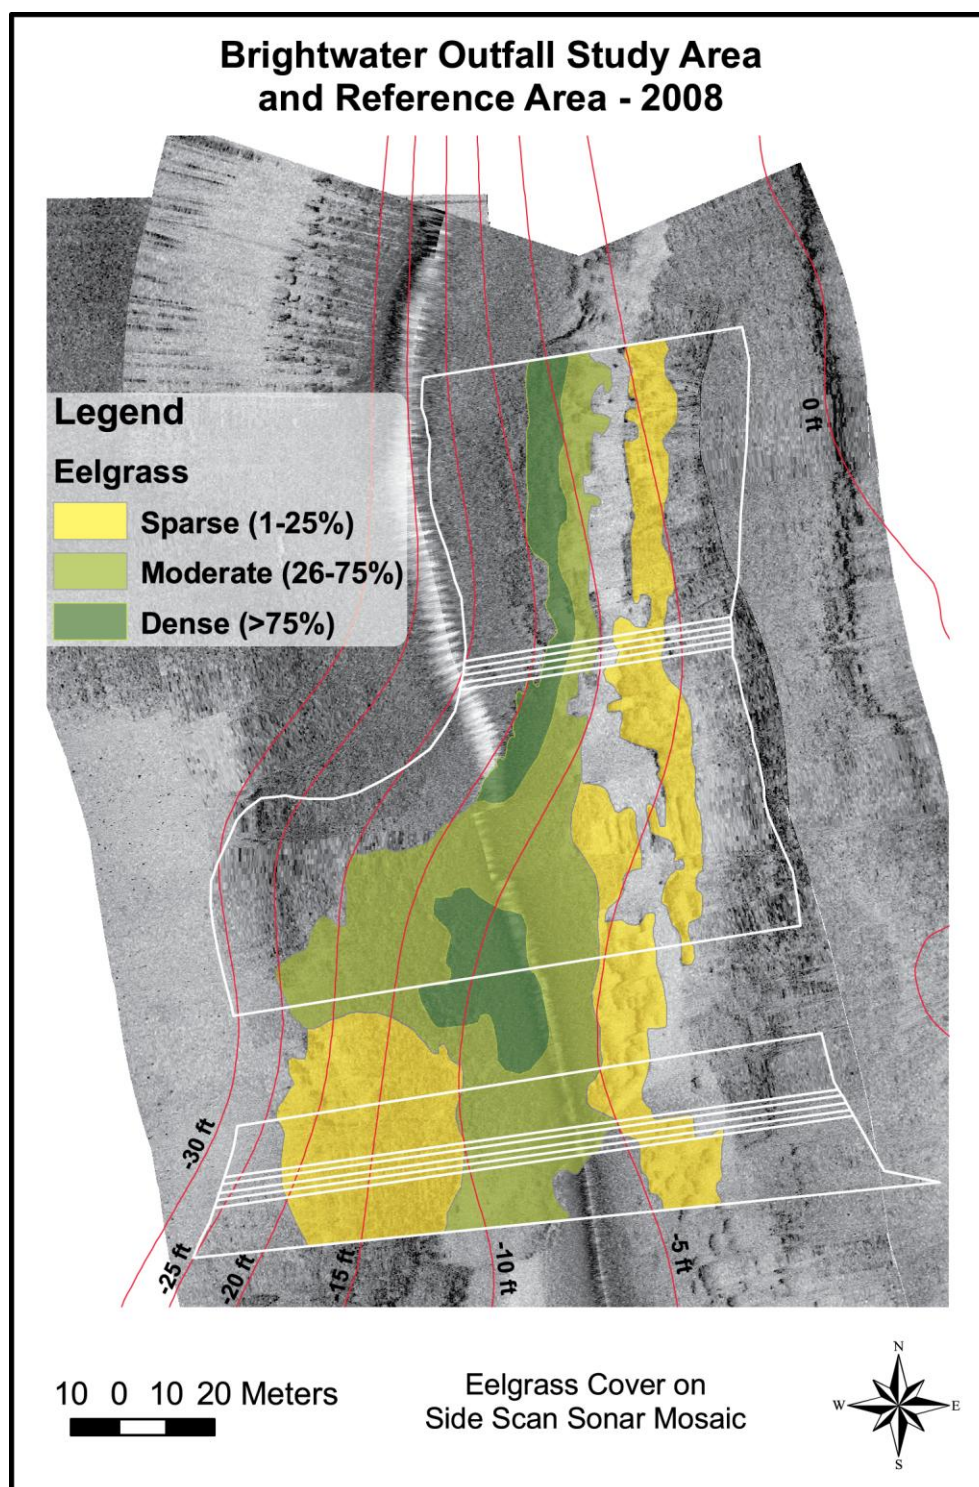 Brightwater Outfall Study Area
and Reference Area - 2008
0 ft
Legend
Eelgrass
Sparse (1-25%)
Moderate (26-75%)
Dense (>75%)
-30 ft
-25 ft
-20 ft
-15 ft
-10 ft
-5 ft
10 0 10 20 Meters
Eelgrass Cover on
Side Scan Sonar Mosaic
N
W E
S